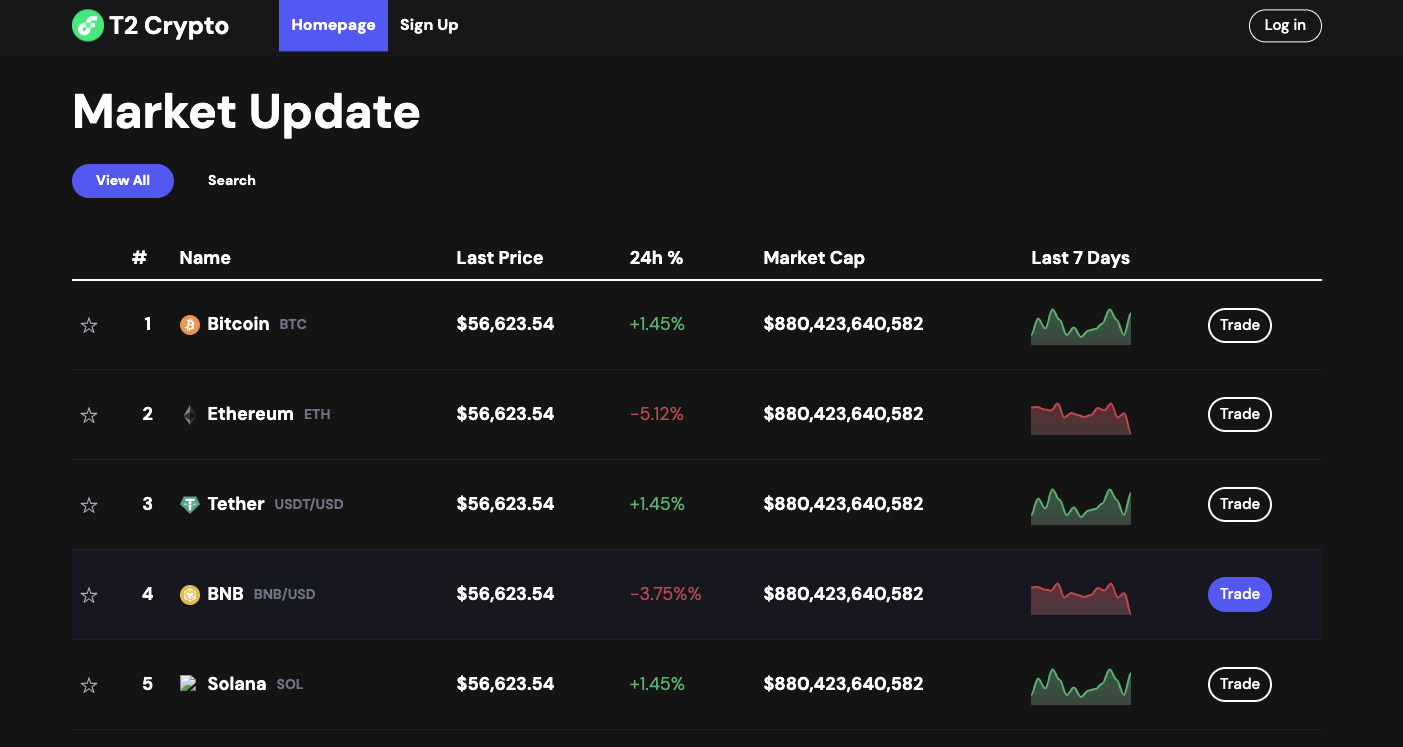 T2 Crypto Homepage Sign Up Log in
Market Update
View All Search
# Name Last Price 24h % Market Cap Last 7 Days
1 Bitcoin BTC $56,623.54 +1.45% $880,423,640,582 Trade
2 Ethereum ETH $56,623.54 -5.12% $880,423,640,582 Trade
3 Tether USDT/USD $56,623.54 +1.45% $880,423,640,582 Trade
4 BNB BNB/USD $56,623.54 -3.75%% $880,423,640,582 Trade
5 Solana SOL $56,623.54 +1.45% $880,423,640,582 Trade